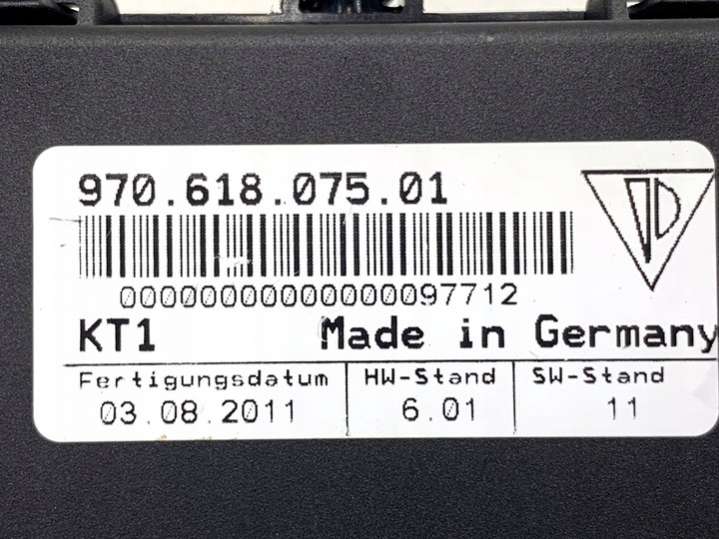 970.618.075.01
0000000000000000097712
KT1 Made in Germany
Fertigungsdatum HW-Stand SW-Stand
03.08.2011 6.01 11